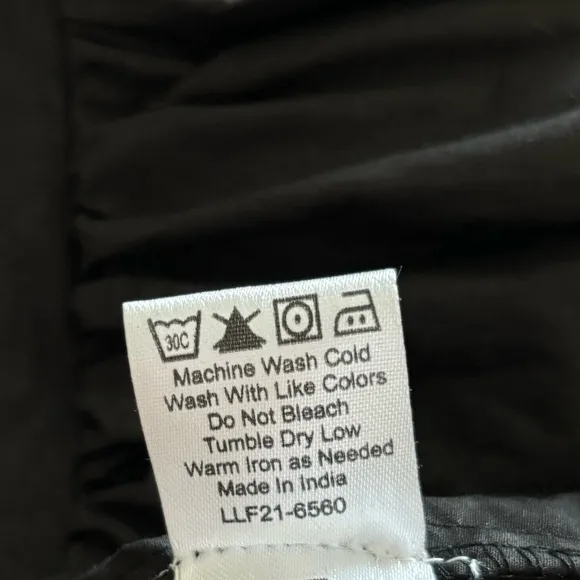 30C
Machine Wash Cold
Wash With Like Colors
Do Not Bleach
Tumble Dry Low
Warm Iron as Needed
Made In India
LLF21-6560